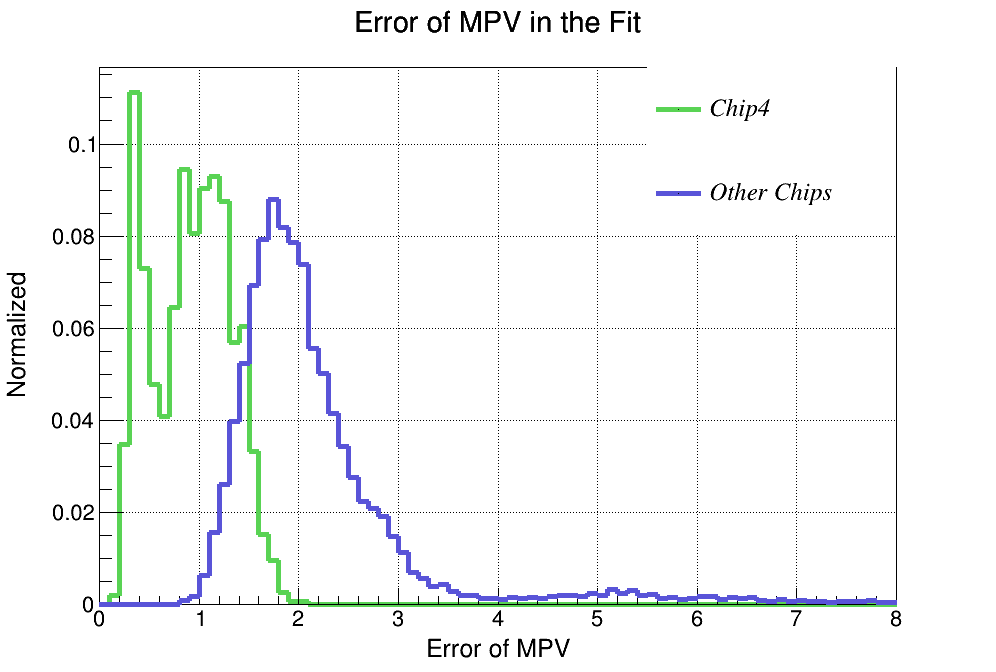 Error of MPV in the Fit
Chip4
Other Chips
Normalized
0.1
0.08
0.06
0.04
0.02
0
0 1 2 3 4 5 6 7 8
Error of MPV